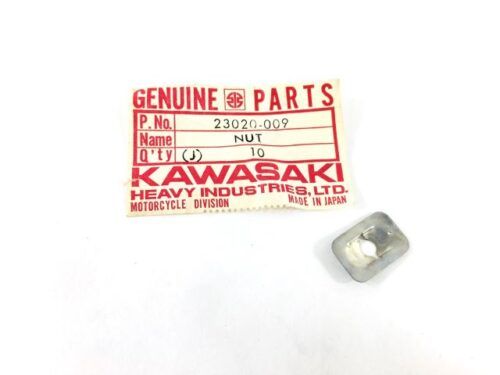 GENUINE PARTS
P.No. 23020-009
Name NUT
Q'ty (J) 10
KAWASAKI
HEAVY INDUSTRIES, LTD.
MOTORCYCLE DIVISION MADE IN JAPAN